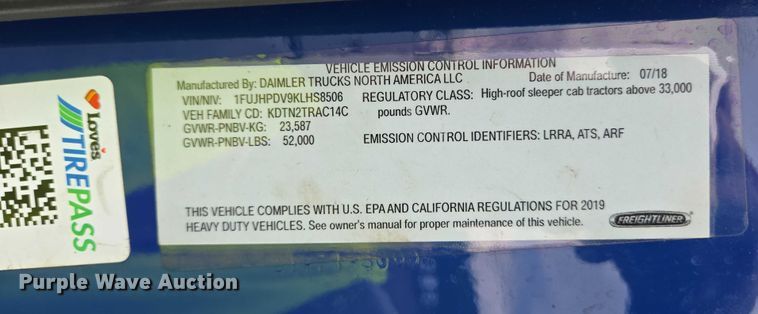 VEHICLE EMISSION CONTROL INFORMATION
Manufactured By: DAIMLER TRUCKS NORTH AMERICA LLC Date of Manufacture: 07/18
VIN/NIV: 1FUJHPDV9KLHS8506 REGULATORY CLASS: High-roof sleeper cab tractors above 33,000
VEH FAMILY CD: KDTN2TRAC14C pounds GVWR.
GVWR-PNBV-KG: 23,587
GVWR-PNBV-LBS: 52,000 EMISSION CONTROL IDENTIFIERS: LRRA, ATS, ARF
THIS VEHICLE COMPLIES WITH U.S. EPA AND CALIFORNIA REGULATIONS FOR 2019
HEAVY DUTY VEHICLES. See owner's manual for proper maintenance of this vehicle.
FREIGHTLINER
Love's
TIREPASS
Purple Wave Auction